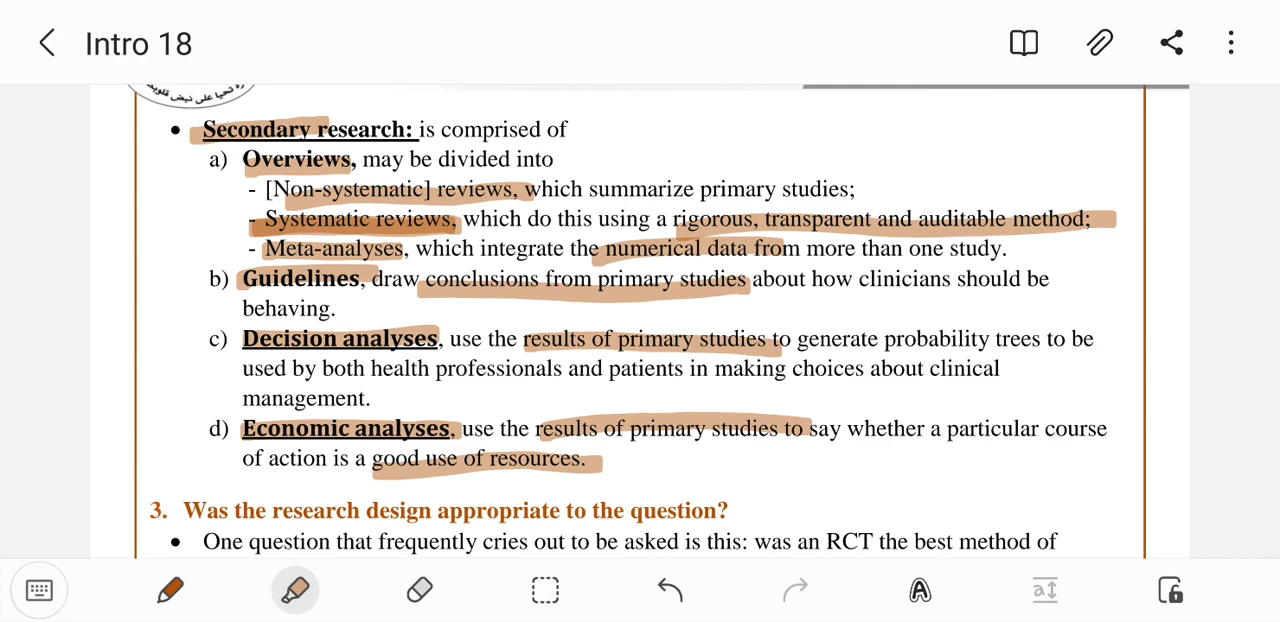 Intro 18
تحيا على نبض قلوبنا
• Secondary research: is comprised of
a) Overviews, may be divided into
- [Non-systematic] reviews, which summarize primary studies;
- Systematic reviews, which do this using a rigorous, transparent and auditable method;
- Meta-analyses, which integrate the numerical data from more than one study.
b) Guidelines, draw conclusions from primary studies about how clinicians should be
behaving.
c) Decision analyses, use the results of primary studies to generate probability trees to be
used by both health professionals and patients in making choices about clinical
management.
d) Economic analyses, use the results of primary studies to say whether a particular course
of action is a good use of resources.
3. Was the research design appropriate to the question?
• One question that frequently cries out to be asked is this: was an RCT the best method of
A
a